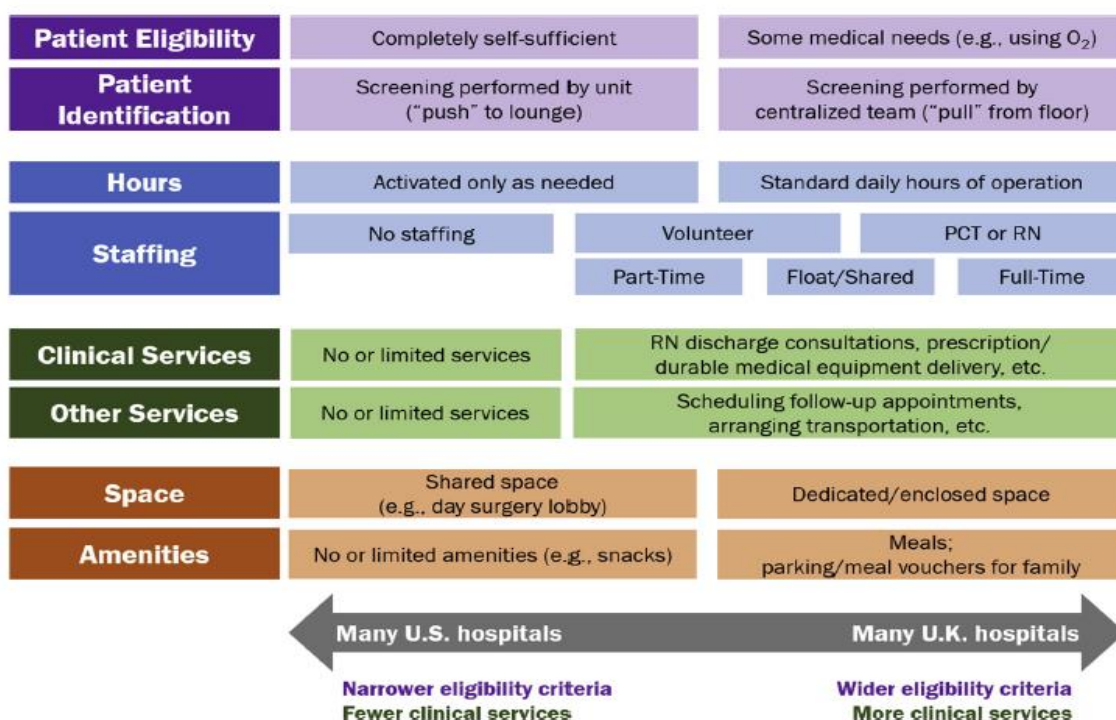 Patient Eligibility
Completely self-sufficient
Some medical needs (e.g., using O₂)
Patient
Identification
Screening performed by unit
(“push” to lounge)
Screening performed by
centralized team (“pull” from floor)
Hours
Activated only as needed
Standard daily hours of operation
Staffing
No staffing
Volunteer
PCT or RN
Part-Time
Float/Shared
Full-Time
Clinical Services
No or limited services
RN discharge consultations, prescription/
durable medical equipment delivery, etc.
Other Services
No or limited services
Scheduling follow-up appointments,
arranging transportation, etc.
Space
Shared space
(e.g., day surgery lobby)
Dedicated/enclosed space
Amenities
No or limited amenities (e.g., snacks)
Meals;
parking/meal vouchers for family
Many U.S. hospitals
Many U.K. hospitals
Narrower eligibility criteria
Fewer clinical services
Wider eligibility criteria
More clinical services